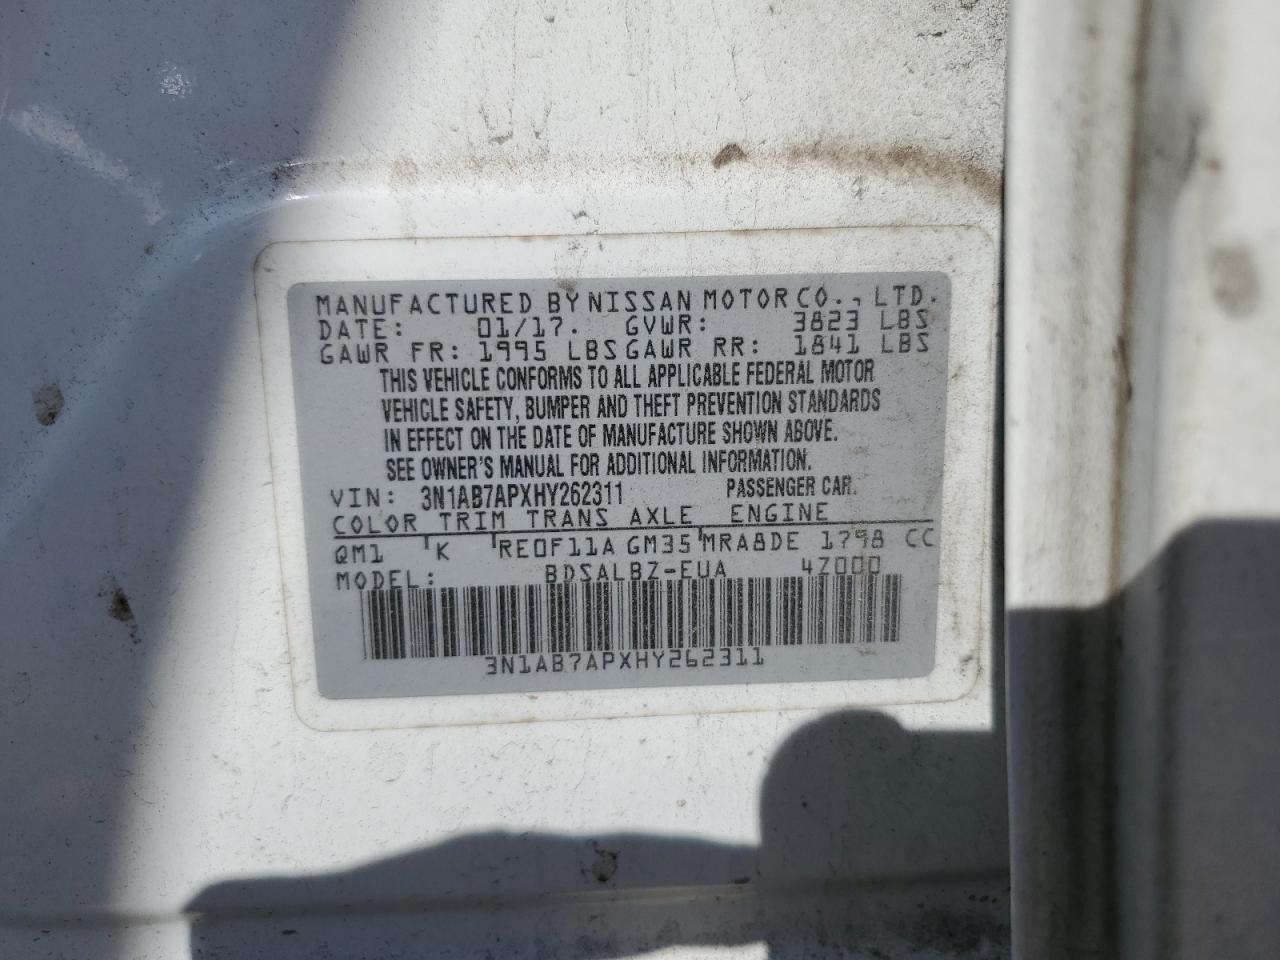 MANUFACTURED BY NISSAN MOTOR CO., LTD.
DATE: 01/17. GVWR: 3823 LBS
GAWR FR: 1995 LBS GAWR RR: 1841 LBS
THIS VEHICLE CONFORMS TO ALL APPLICABLE FEDERAL MOTOR
VEHICLE SAFETY, BUMPER AND THEFT PREVENTION STANDARDS
IN EFFECT ON THE DATE OF MANUFACTURE SHOWN ABOVE.
SEE OWNER'S MANUAL FOR ADDITIONAL INFORMATION.
VIN: 3N1AB7APXHY262311 PASSENGER CAR.
COLOR TRIM TRANS AXLE ENGINE
QM1 K RE0F11A GM35 MRA8DE 1798 CC
MODEL: BDSALBZ-EUA 47000
3N1AB7APXHY262311